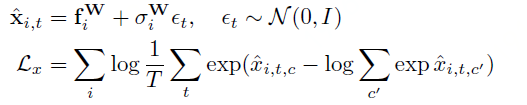 x̂_{i,t} = f_i^W + σ_i^W ϵ_t,   ϵ_t ∼ 𝒩(0, I)
ℒ_x = ∑_i log 1/T ∑_t exp(x̂_{i,t,c} − log ∑_{c′} exp x̂_{i,t,c′})